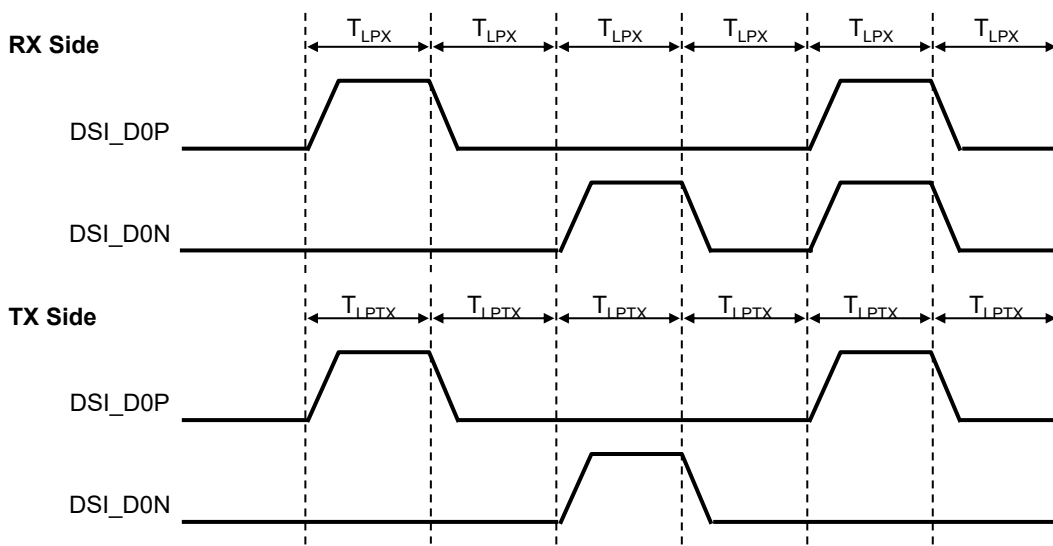 RX Side
T_LPX T_LPX T_LPX T_LPX T_LPX T_LPX
DSI_D0P
DSI_D0N
TX Side
T_LPTX T_LPTX T_LPTX T_LPTX T_LPTX T_LPTX
DSI_D0P
DSI_D0N